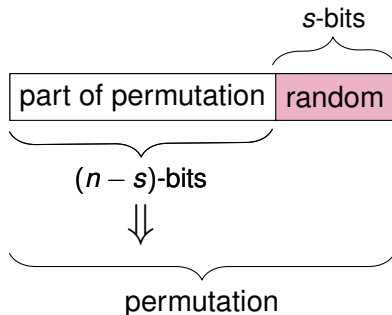 s-bits
part of permutation random
(n − s)-bits
⇓
permutation